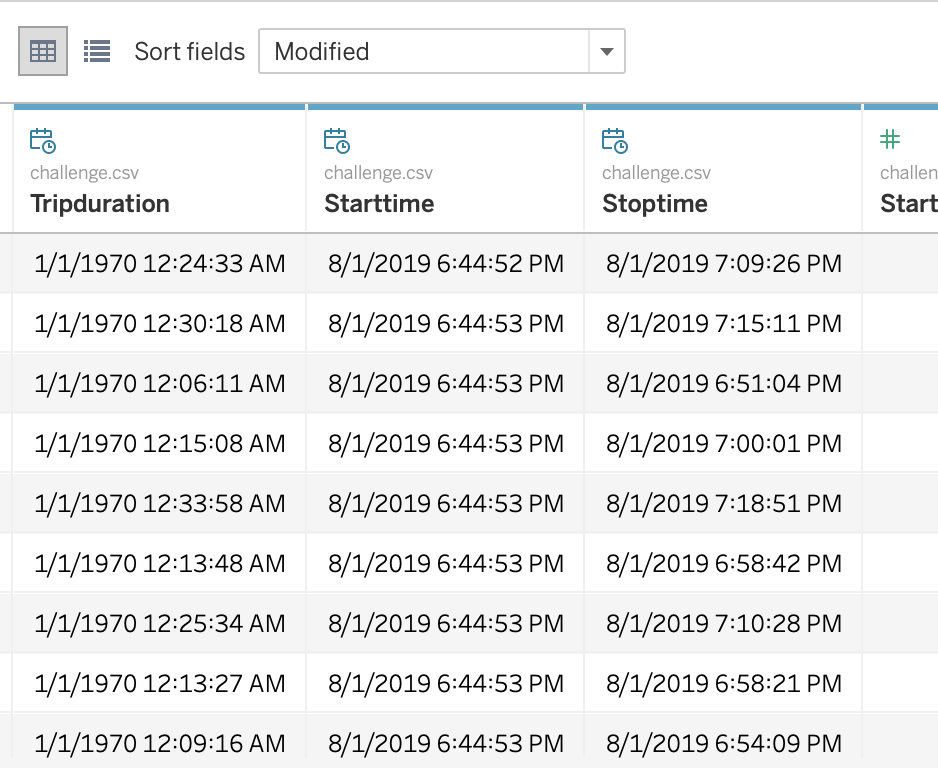 Sort fields Modified
challenge.csv challenge.csv challenge.csv challen
Tripduration Starttime Stoptime Start
1/1/1970 12:24:33 AM 8/1/2019 6:44:52 PM 8/1/2019 7:09:26 PM
1/1/1970 12:30:18 AM 8/1/2019 6:44:53 PM 8/1/2019 7:15:11 PM
1/1/1970 12:06:11 AM 8/1/2019 6:44:53 PM 8/1/2019 6:51:04 PM
1/1/1970 12:15:08 AM 8/1/2019 6:44:53 PM 8/1/2019 7:00:01 PM
1/1/1970 12:33:58 AM 8/1/2019 6:44:53 PM 8/1/2019 7:18:51 PM
1/1/1970 12:13:48 AM 8/1/2019 6:44:53 PM 8/1/2019 6:58:42 PM
1/1/1970 12:25:34 AM 8/1/2019 6:44:53 PM 8/1/2019 7:10:28 PM
1/1/1970 12:13:27 AM 8/1/2019 6:44:53 PM 8/1/2019 6:58:21 PM
1/1/1970 12:09:16 AM 8/1/2019 6:44:53 PM 8/1/2019 6:54:09 PM